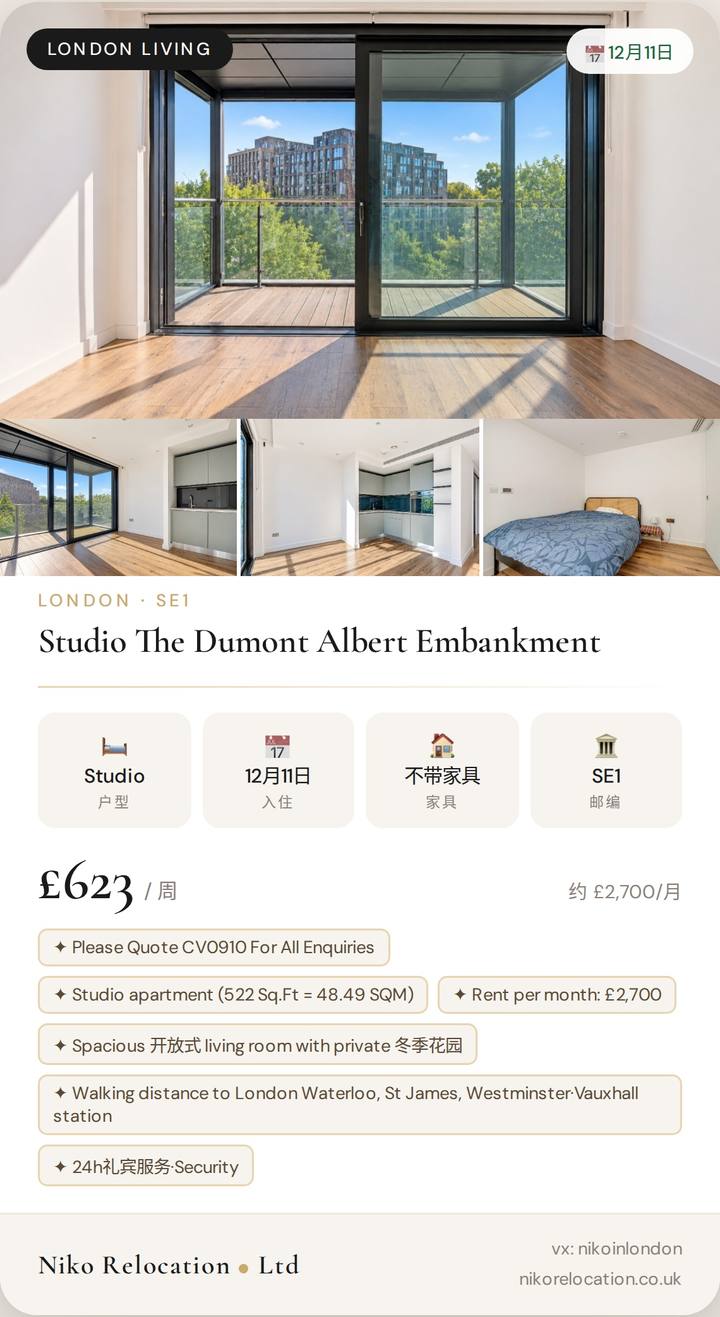 LONDON LIVING
📅 12月11日
LONDON · SE1
Studio The Dumont Albert Embankment
Studio
户型
12月11日
入住
不带家具
家具
SE1
邮编
£623 / 周
约 £2,700/月
✦ Please Quote CV0910 For All Enquiries
✦ Studio apartment (522 Sq.Ft = 48.49 SQM)
✦ Rent per month: £2,700
✦ Spacious 开放式 living room with private 冬季花园
✦ Walking distance to London Waterloo, St James, Westminster·Vauxhall
station
✦ 24h礼宾服务·Security
Niko Relocation • Ltd
vx: nikoinlondon
nikorelocation.co.uk